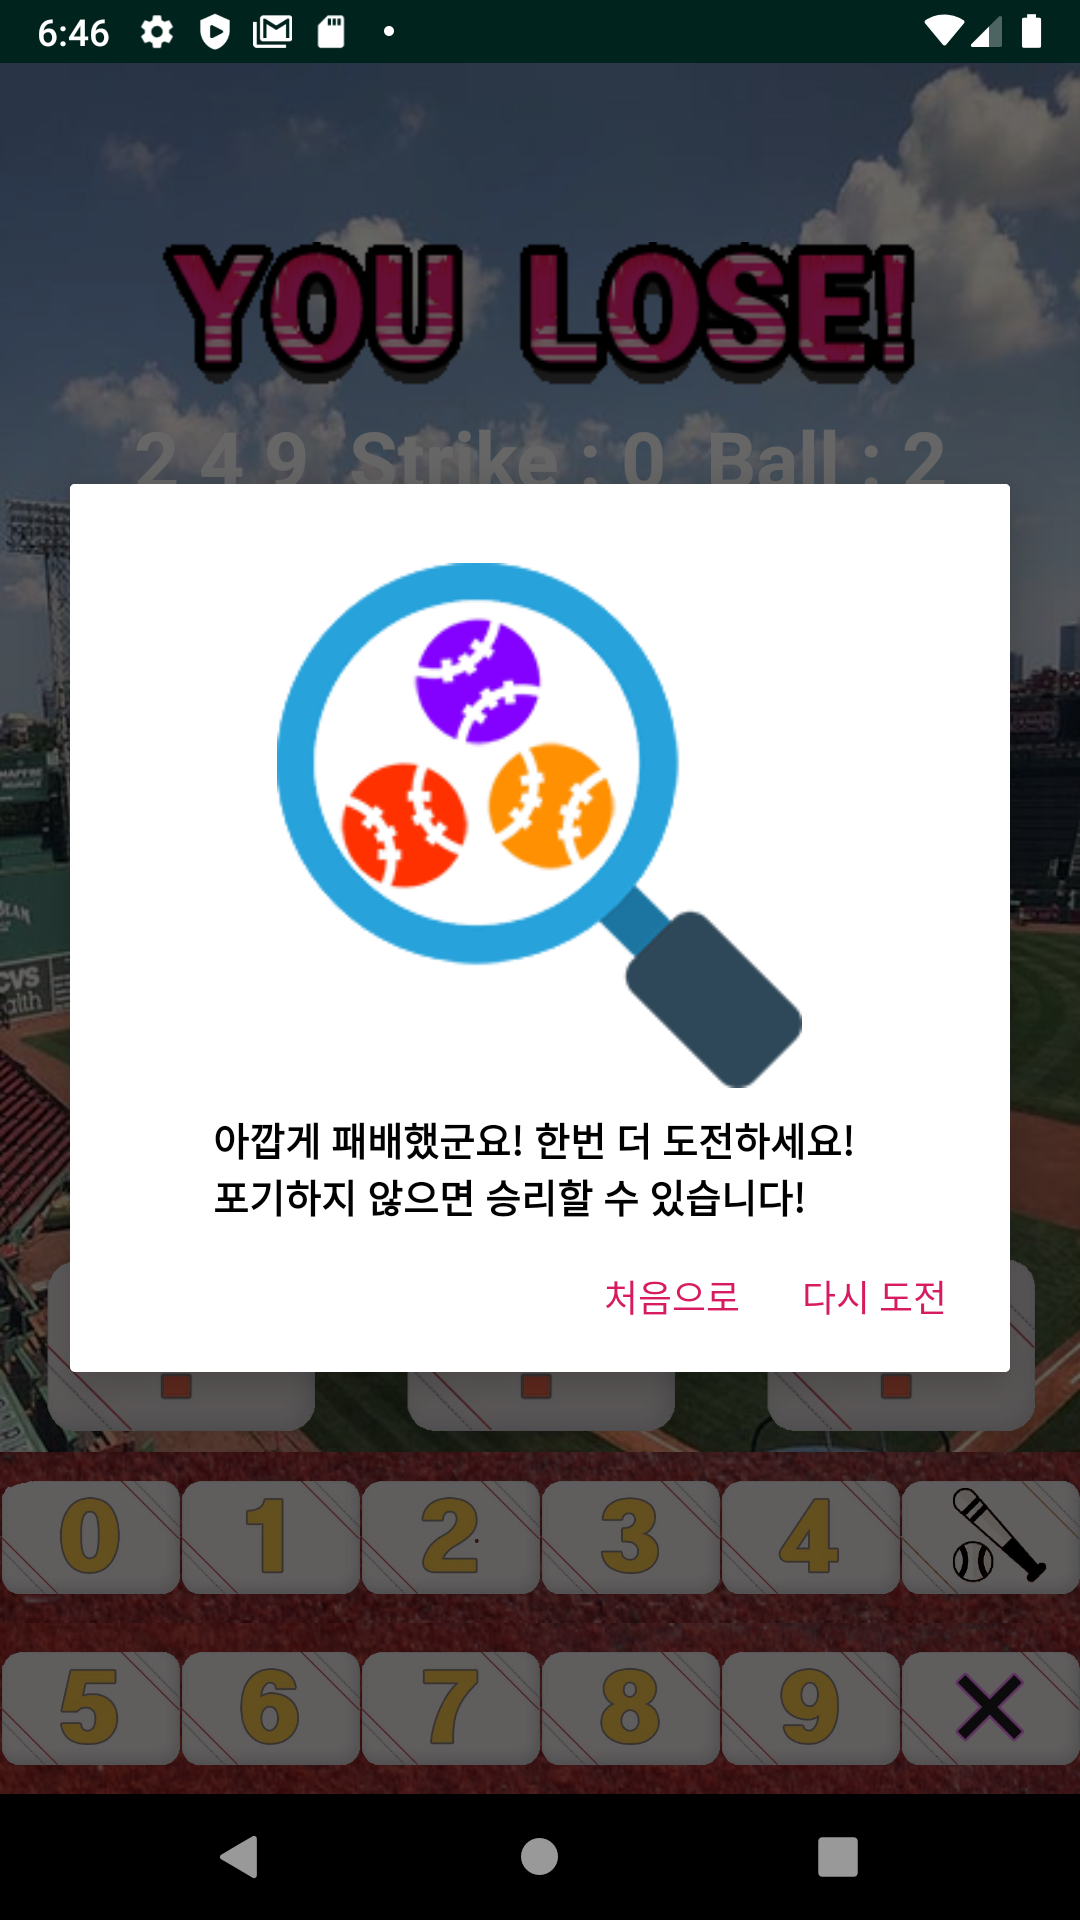 6:46
YOU LOSE!
2 4 9 Strike : 0 Ball : 2
CVS
아깝게 패배했군요! 한번 더 도전하세요!
포기하지 않으면 승리할 수 있습니다!
처음으로 다시 도전
0 1 2 3 4
5 6 7 8 9